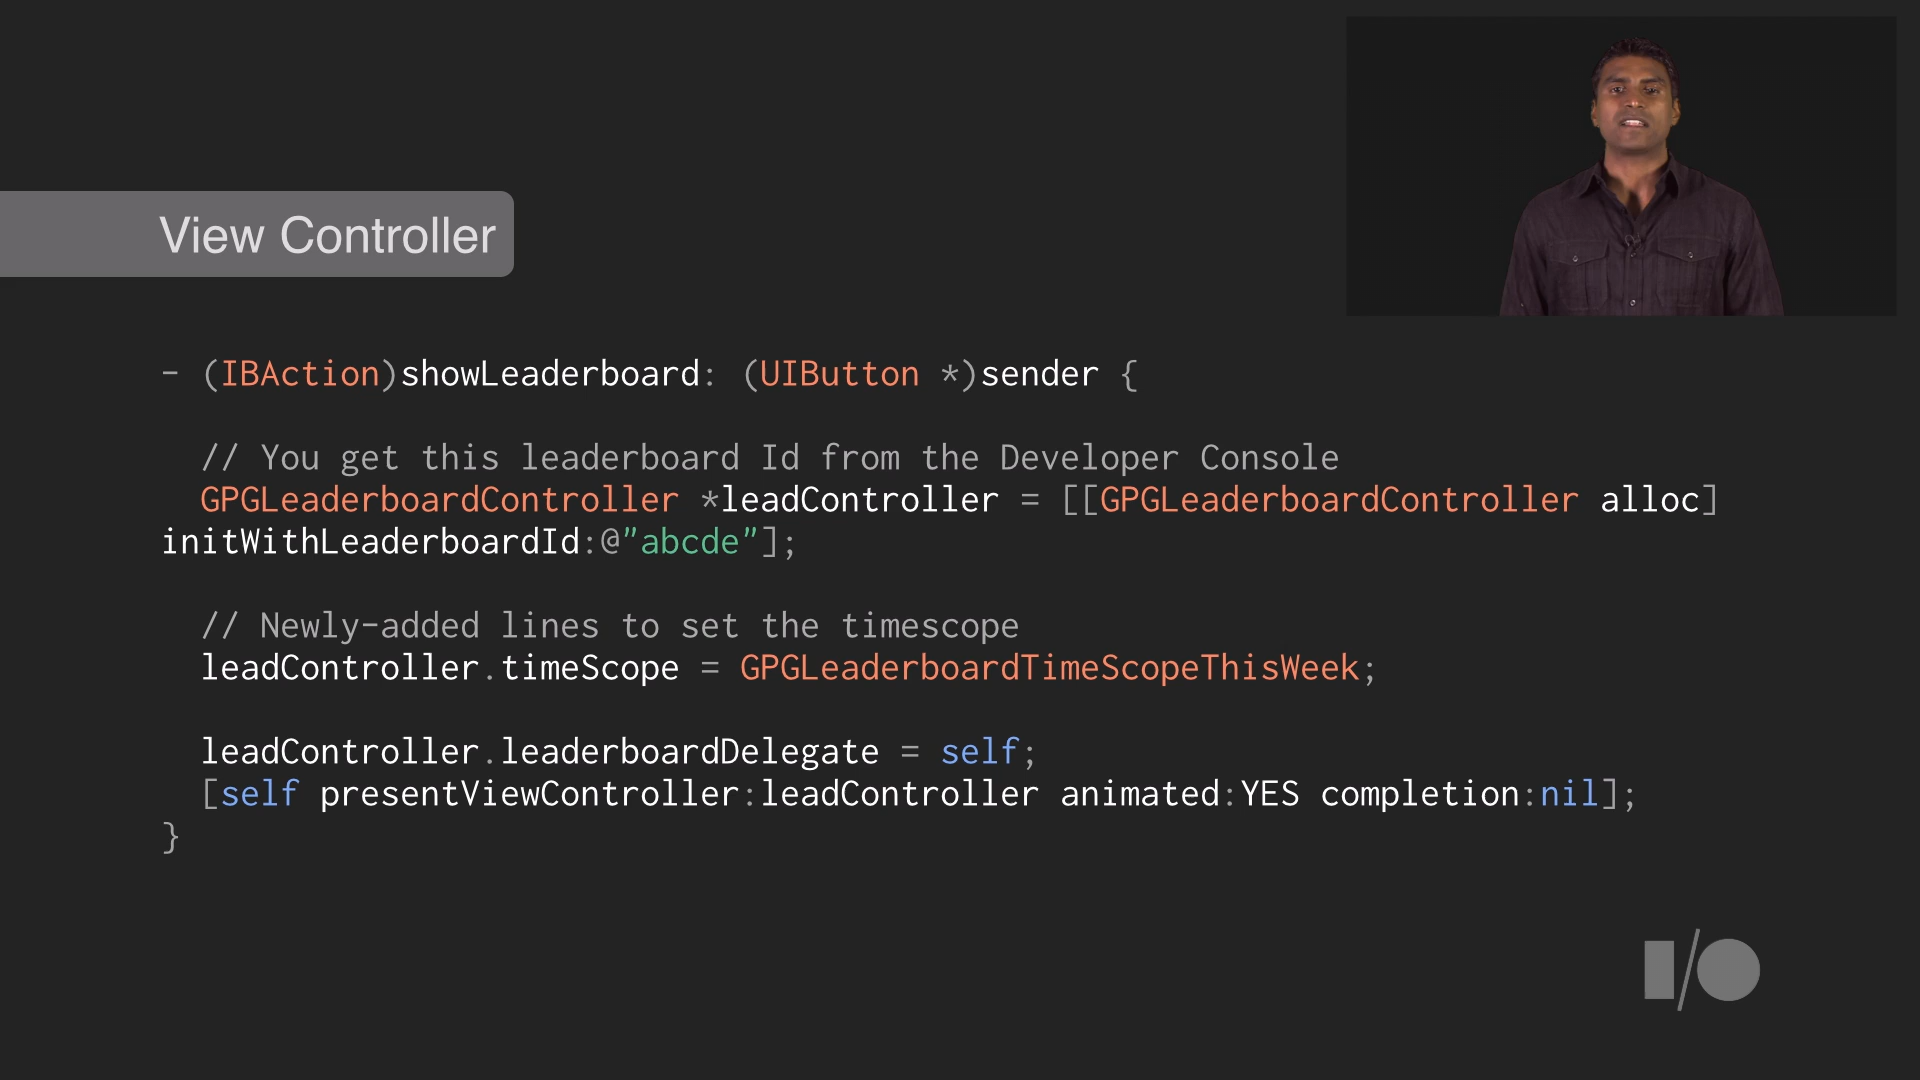 View Controller
- (IBAction)showLeaderboard: (UIButton *)sender {
// You get this leaderboard Id from the Developer Console
GPGLeaderboardController *leadController = [[GPGLeaderboardController alloc]
initWithLeaderboardId:@"abcde"];
// Newly-added lines to set the timescope
leadController.timeScope = GPGLeaderboardTimeScopeThisWeek;
leadController.leaderboardDelegate = self;
[self presentViewController:leadController animated:YES completion:nil];
}
I/O